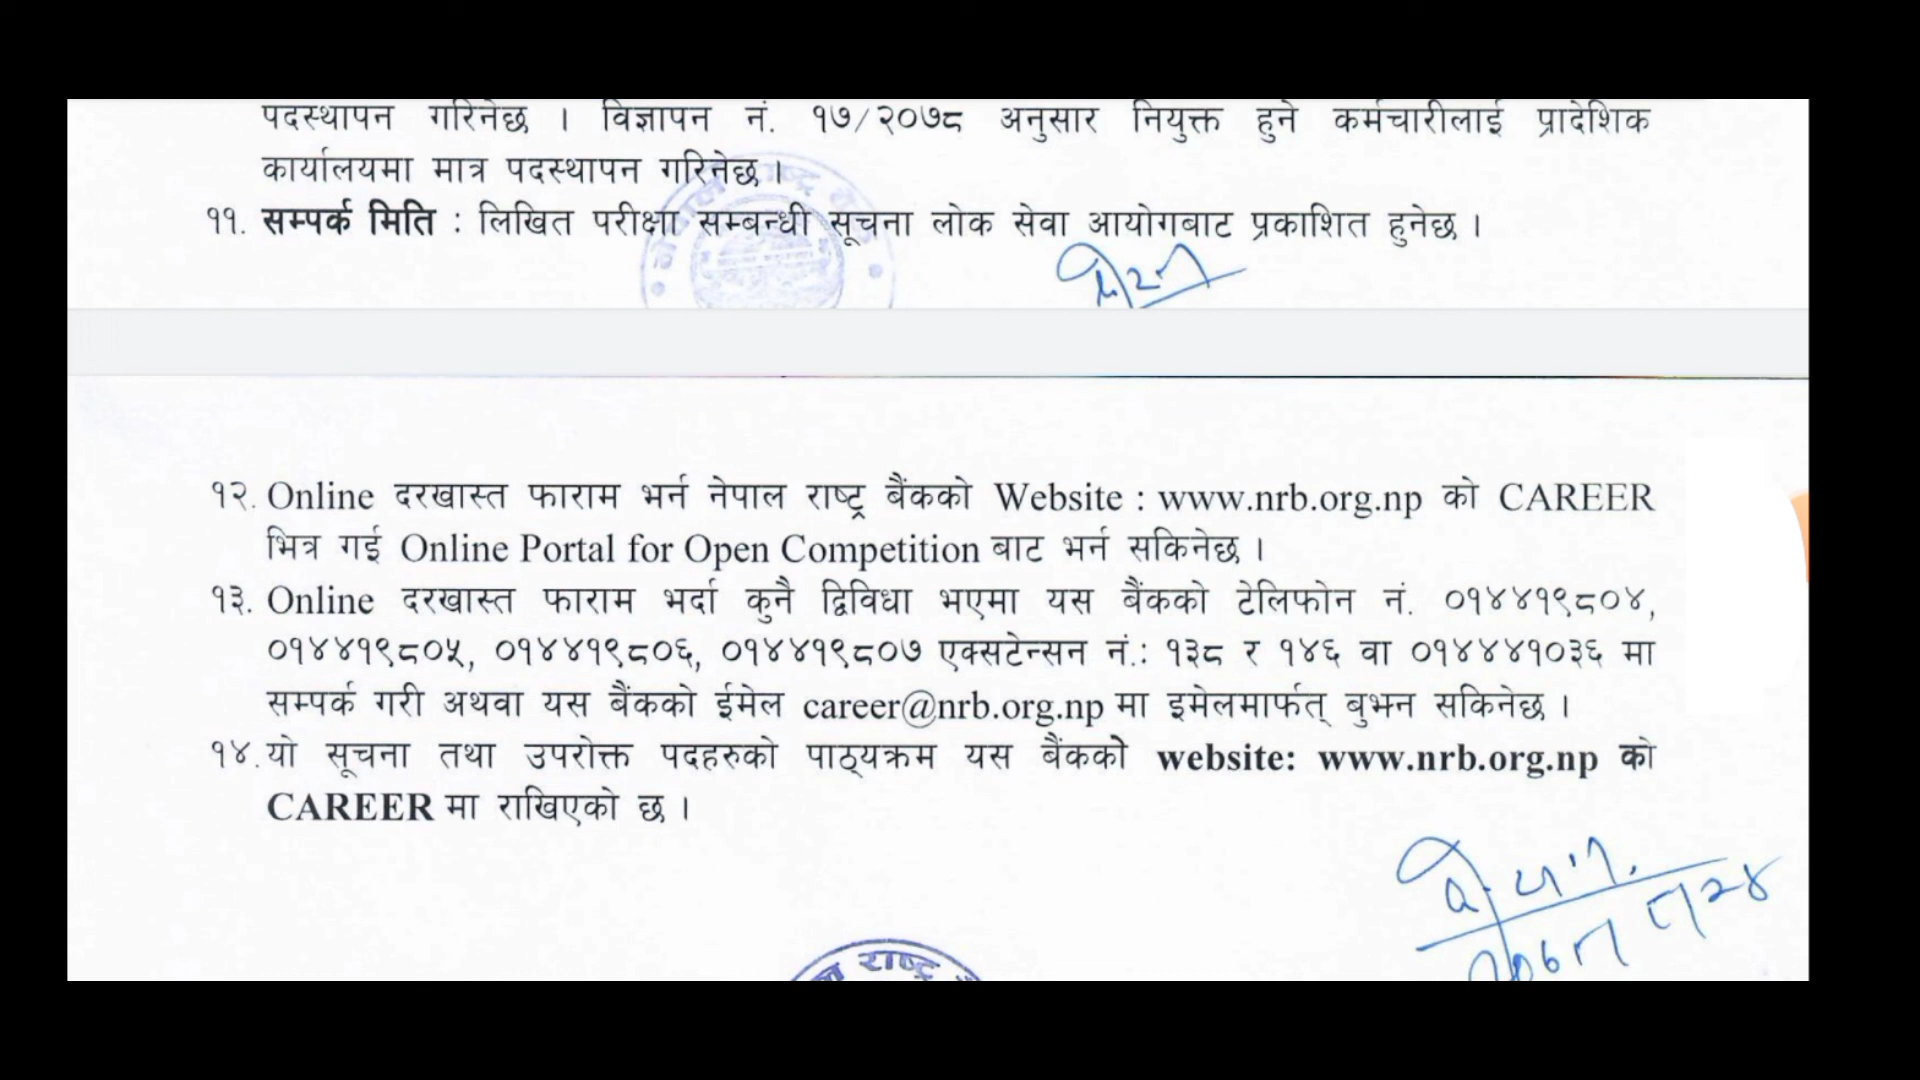 पदस्थापन गरिनेछ । विज्ञापन नं. १७/२०७८ अनुसार नियुक्त हुने कर्मचारीलाई प्रादेशिक
कार्यालयमा मात्र पदस्थापन गरिनेछ ।
११. सम्पर्क मिति : लिखित परीक्षा सम्बन्धी सूचना लोक सेवा आयोगबाट प्रकाशित हुनेछ ।
१२. Online दरखास्त फाराम भर्न नेपाल राष्ट्र बैंकको Website : www.nrb.org.np को CAREER
भित्र गई Online Portal for Open Competition बाट भर्न सकिनेछ ।
१३. Online दरखास्त फाराम भर्दा कुनै द्विविधा भएमा यस बैंकको टेलिफोन नं. ०१४४१९८०४,
०१४४१९८०५, ०१४४१९८०६, ०१४४१९८०७ एक्सटेन्सन नं.: १३८ र १४६ वा ०१४४४१०३६ मा
सम्पर्क गरी अथवा यस बैंकको ईमेल career@nrb.org.np मा इमेलमार्फत् बुझ्न सकिनेछ ।
१४. यो सूचना तथा उपरोक्त पदहरुको पाठ्यक्रम यस बैंकको website: www.nrb.org.np को
CAREER मा राखिएको छ ।
राष्ट्र